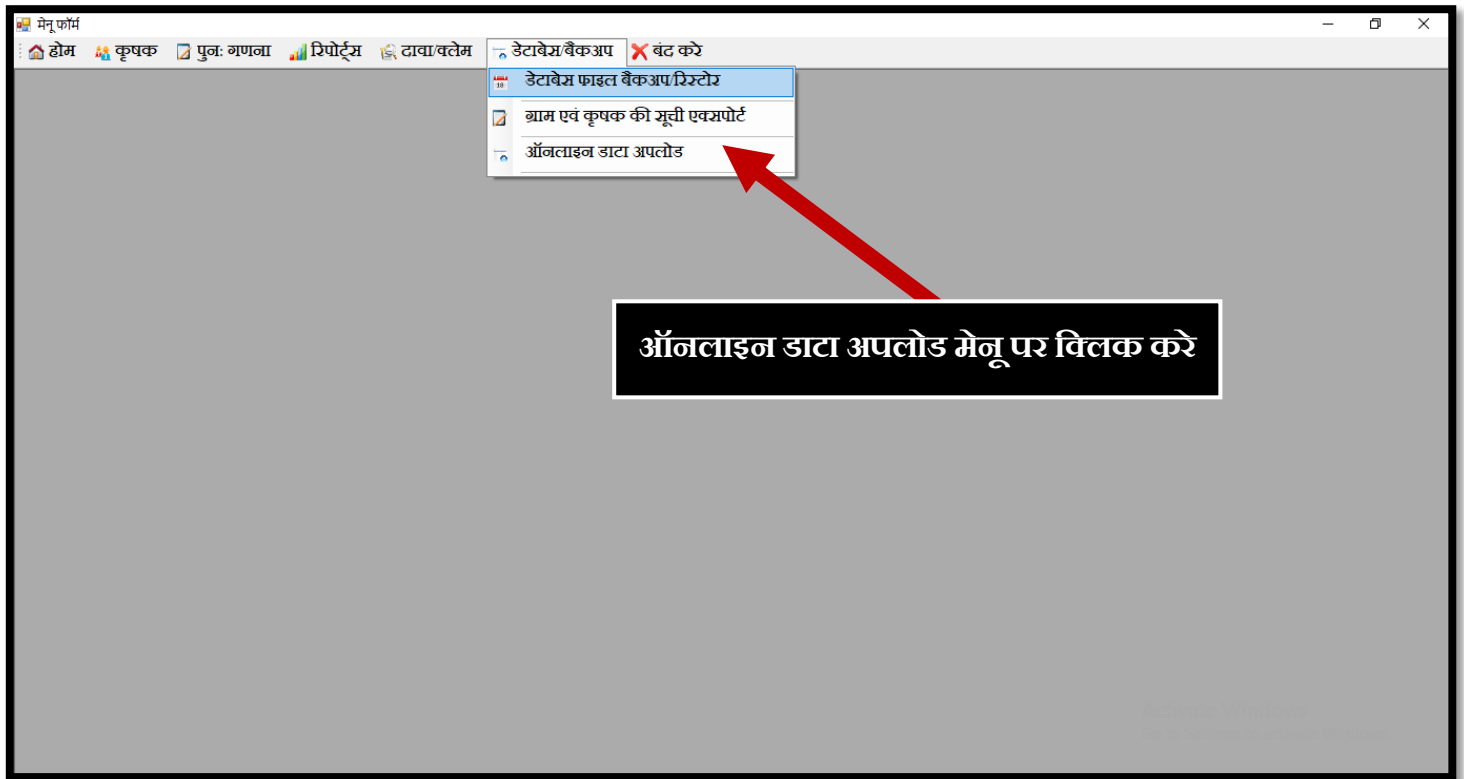 मेनू फॉर्म
होम कृषक पुन: गणना रिपोर्ट्स दावा/क्लेम डेटाबेस/बैकअप बंद करे
डेटाबेस फाइल बैकअप/रिस्टोर
ग्राम एवं कृषक की सूची एक्सपोर्ट
ऑनलाइन डाटा अपलोड
ऑनलाइन डाटा अपलोड मेनू पर क्लिक करे